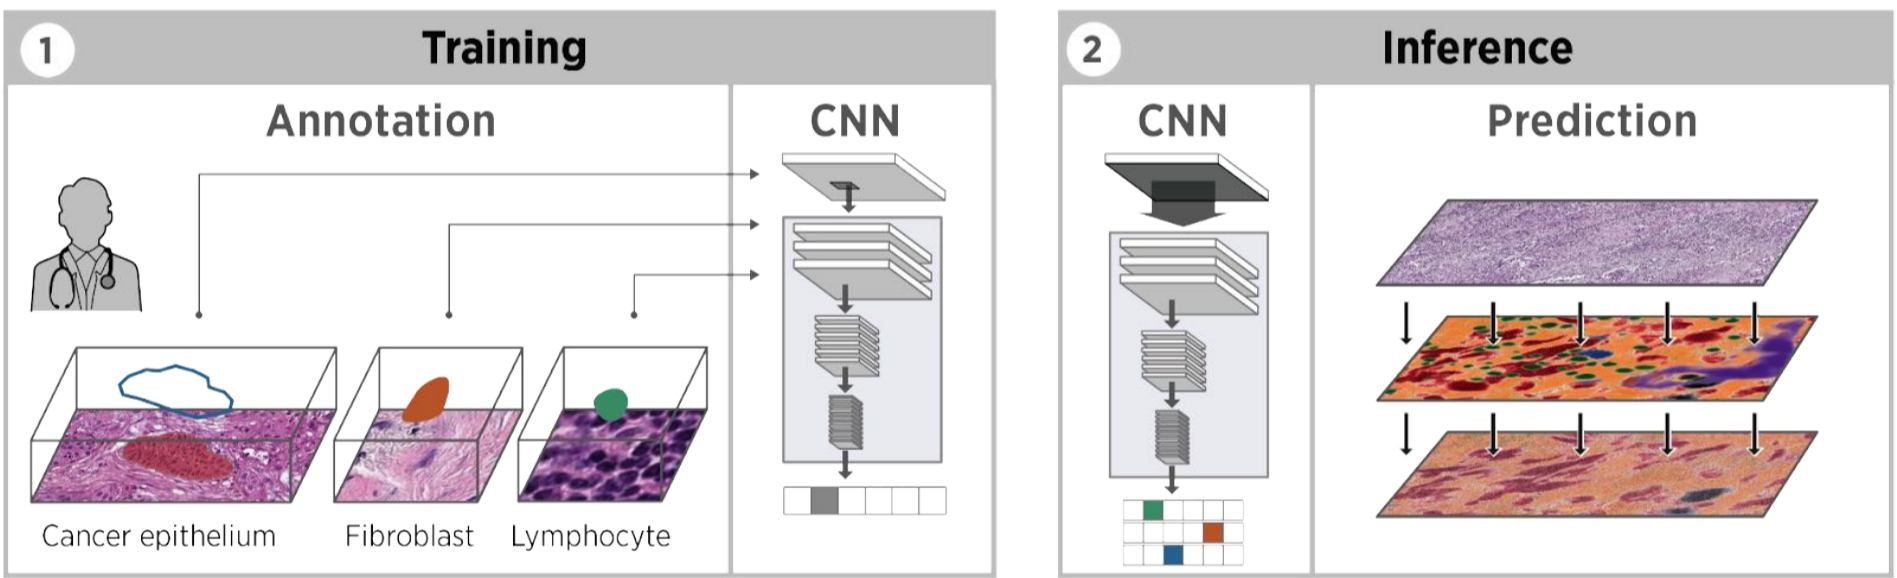 1
Training
Annotation
CNN
Cancer epithelium
Fibroblast
Lymphocyte
2
Inference
CNN
Prediction